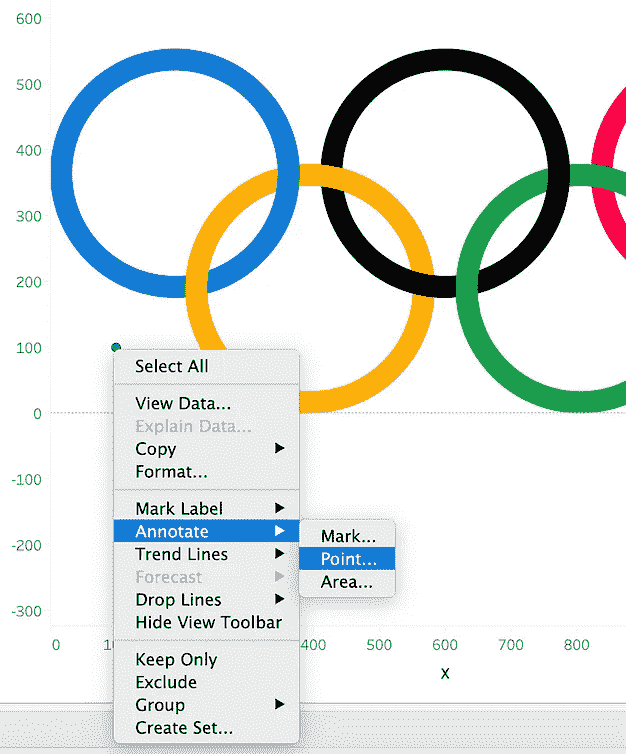 600
500
400
300
200
100
0
-100
-200
-300
Select All
View Data...
Explain Data...
Copy
Format...
Mark Label
Annotate
Trend Lines
Forecast
Drop Lines
Hide View Toolbar
Keep Only
Exclude
Group
Create Set...
Mark...
Point...
Area...
0 400 500 600 700 800
X